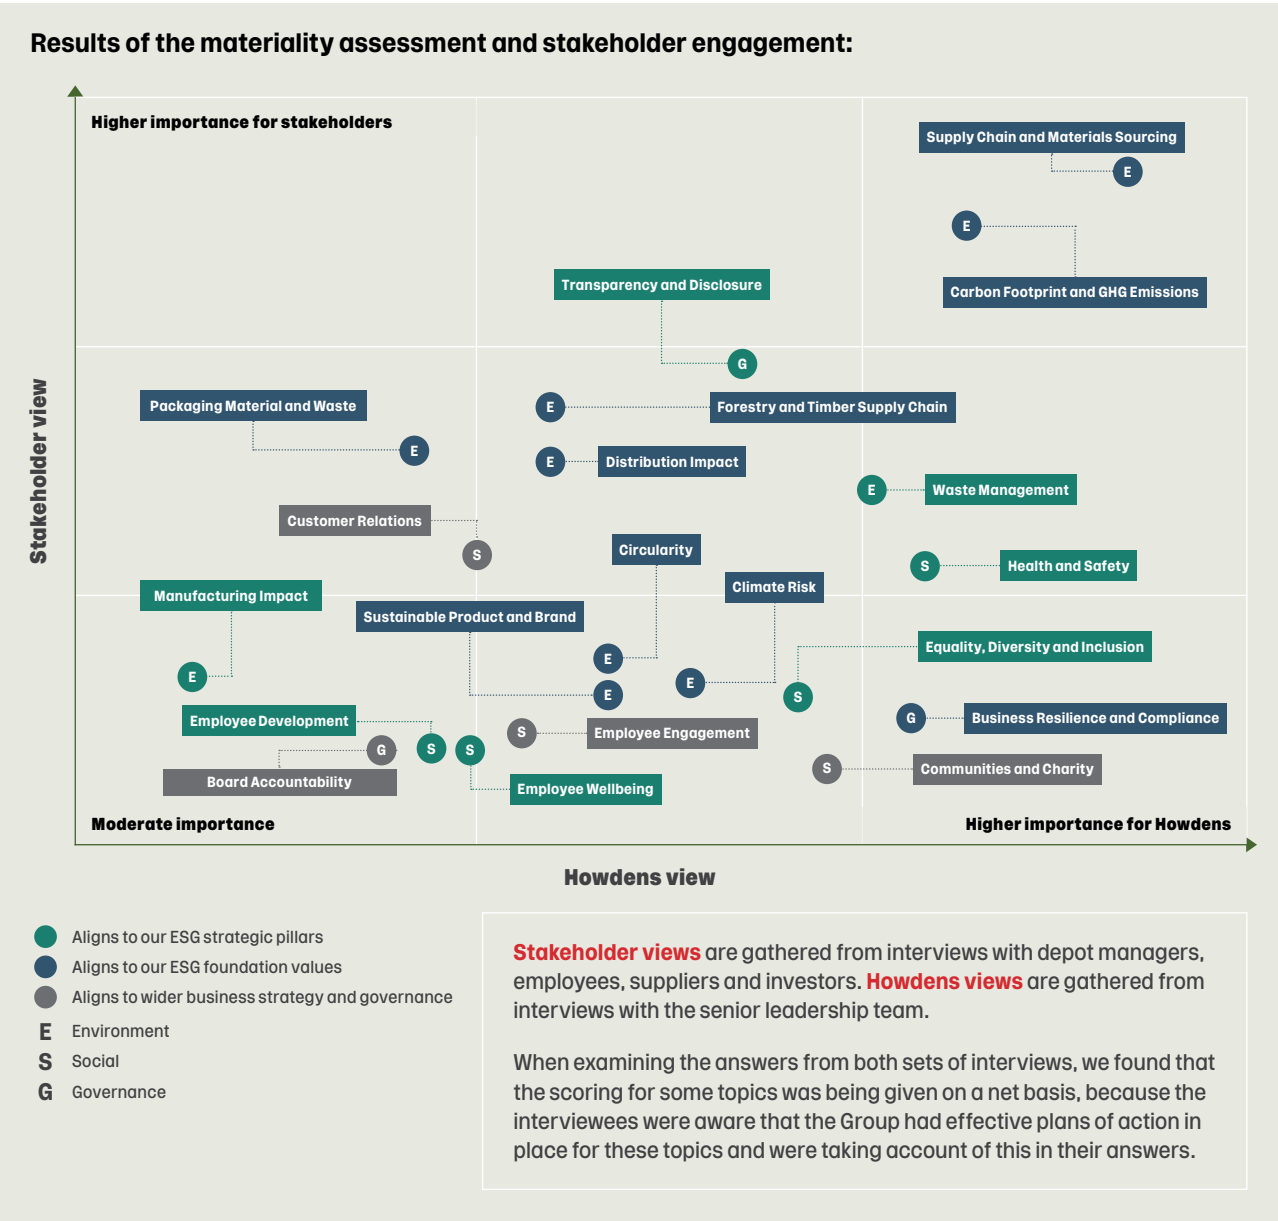 Results of the materiality assessment and stakeholder engagement:
Higher importance for stakeholders
Supply Chain and Materials Sourcing
E
E
Transparency and Disclosure
Carbon Footprint and GHG Emissions
G
Packaging Material and Waste
E
Forestry and Timber Supply Chain
E
E
Distribution Impact
E
Waste Management
Customer Relations
S
Circularity
S
Health and Safety
Climate Risk
Manufacturing Impact
Sustainable Product and Brand
E
Equality, Diversity and Inclusion
E
E
E
S
Employee Development
G
Business Resilience and Compliance
S
Employee Engagement
G
S
S
S
Communities and Charity
Board Accountability
Employee Wellbeing
Stakeholder view
Moderate importance
Higher importance for Howdens
Howdens view
Aligns to our ESG strategic pillars
Aligns to our ESG foundation values
Aligns to wider business strategy and governance
E Environment
S Social
G Governance
Stakeholder views are gathered from interviews with depot managers,
employees, suppliers and investors. Howdens views are gathered from
interviews with the senior leadership team.
When examining the answers from both sets of interviews, we found that
the scoring for some topics was being given on a net basis, because the
interviewees were aware that the Group had effective plans of action in
place for these topics and were taking account of this in their answers.